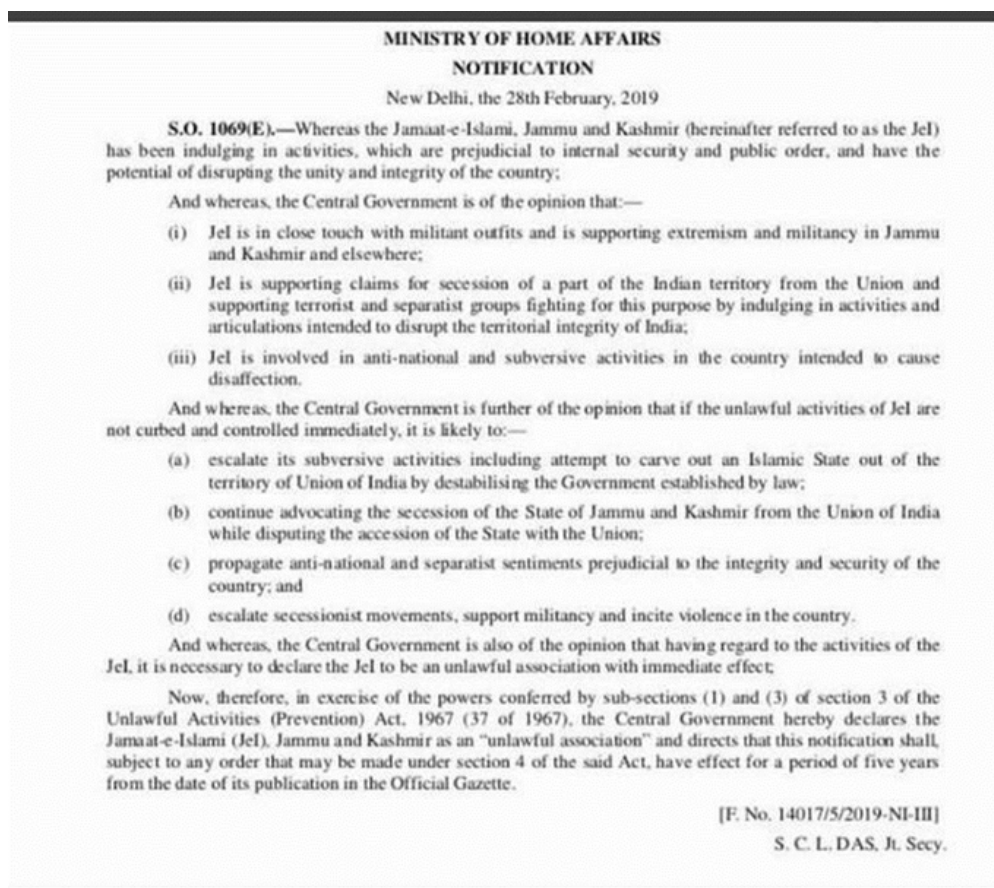 MINISTRY OF HOME AFFAIRS
NOTIFICATION
New Delhi, the 28th February, 2019
S.O. 1069(E).—Whereas the Jamaat-e-Islami, Jammu and Kashmir (hereinafter referred to as the JeI)
has been indulging in activities, which are prejudicial to internal security and public order, and have the
potential of disrupting the unity and integrity of the country;
And whereas, the Central Government is of the opinion that:—
(i) JeI is in close touch with militant outfits and is supporting extremism and militancy in Jammu
and Kashmir and elsewhere;
(ii) JeI is supporting claims for secession of a part of the Indian territory from the Union and
supporting terrorist and separatist groups fighting for this purpose by indulging in activities and
articulations intended to disrupt the territorial integrity of India;
(iii) JeI is involved in anti-national and subversive activities in the country intended to cause
disaffection.
And whereas, the Central Government is further of the opinion that if the unlawful activities of JeI are
not curbed and controlled immediately, it is likely to:—
(a) escalate its subversive activities including attempt to carve out an Islamic State out of the
territory of Union of India by destabilising the Government established by law;
(b) continue advocating the secession of the State of Jammu and Kashmir from the Union of India
while disputing the accession of the State with the Union;
(c) propagate anti-national and separatist sentiments prejudicial to the integrity and security of the
country; and
(d) escalate secessionist movements, support militancy and incite violence in the country.
And whereas, the Central Government is also of the opinion that having regard to the activities of the
JeI, it is necessary to declare the JeI to be an unlawful association with immediate effect;
Now, therefore, in exercise of the powers conferred by sub-sections (1) and (3) of section 3 of the
Unlawful Activities (Prevention) Act, 1967 (37 of 1967), the Central Government hereby declares the
Jamaat-e-Islami (JeI), Jammu and Kashmir as an "unlawful association" and directs that this notification shall,
subject to any order that may be made under section 4 of the said Act, have effect for a period of five years
from the date of its publication in the Official Gazette.
[F. No. 14017/5/2019-NI-III]
S. C. L. DAS, Jt. Secy.